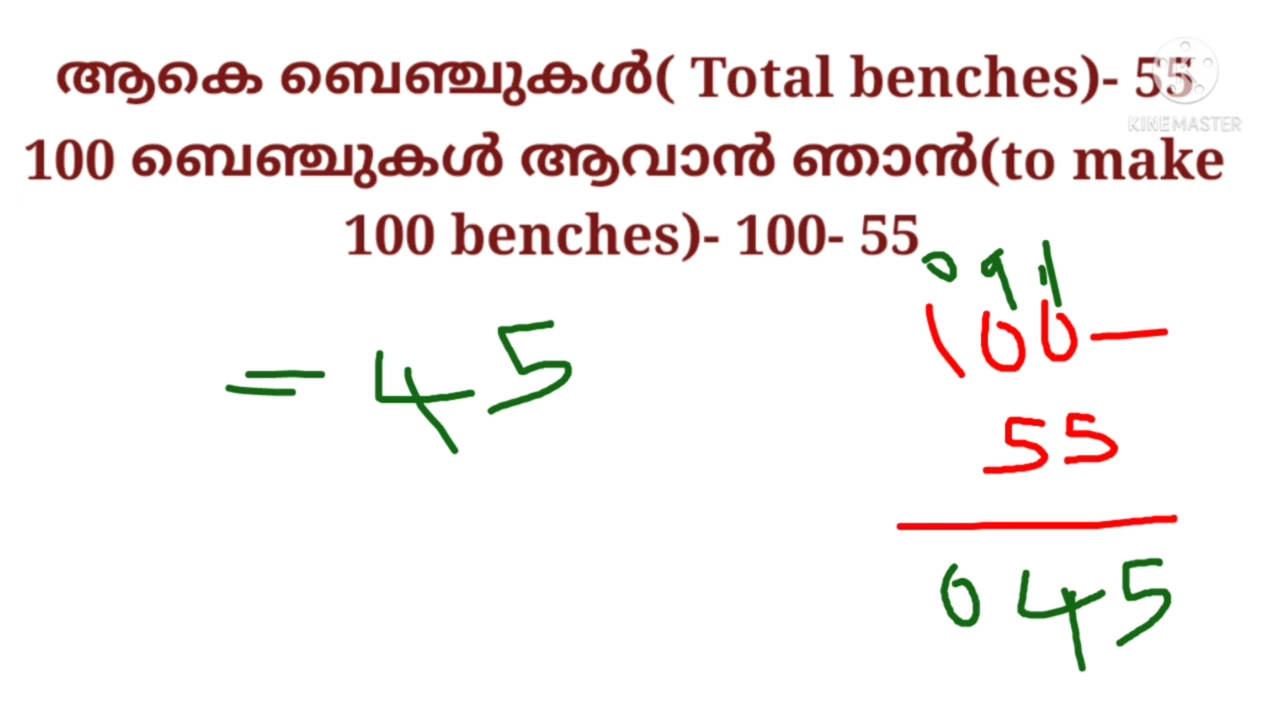 ആകെ ബെഞ്ചുകൾ( Total benches)- 55
KINEMASTER
100 ബെഞ്ചുകൾ ആവാൻ ഞാൻ(to make
100 benches)- 100- 55
0 9 1
100 —
= 45
55
045